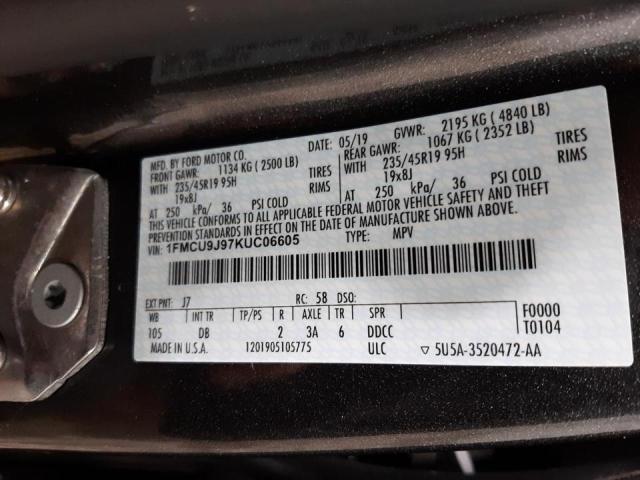 MFD. BY FORD MOTOR CO. DATE: 05/19 GVWR: 2195 KG ( 4840 LB)
FRONT GAWR: 1134 KG ( 2500 LB) REAR GAWR: 1067 KG ( 2352 LB)
WITH 235/45R19 95H TIRES WITH 235/45R19 95H TIRES
19x8J RIMS 19x8J RIMS
AT 250 kPa/ 36 PSI COLD AT 250 kPa/ 36 PSI COLD
THIS VEHICLE CONFORMS TO ALL APPLICABLE FEDERAL MOTOR VEHICLE SAFETY AND THEFT
PREVENTION STANDARDS IN EFFECT ON THE DATE OF MANUFACTURE SHOWN ABOVE.
VIN: 1FMCU9J97KUC06605 TYPE: MPV
EXT PNT: J7 RC: 58 DSO:
WB INT TR TP/PS R AXLE TR SPR F0000
105 DB 2 3A 6 DDCC T0104
MADE IN U.S.A. 1201905105775 ULC ▽ 5U5A-3520472-AA